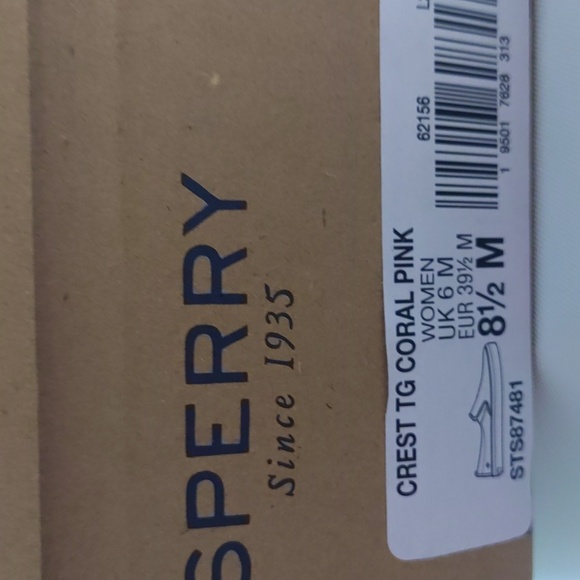 SPERRY
Since 1935
CREST TG CORAL PINK
WOMEN
UK 6 M
EUR 39½ M
8½ M
STS87481
62156
1 9501 7628 313